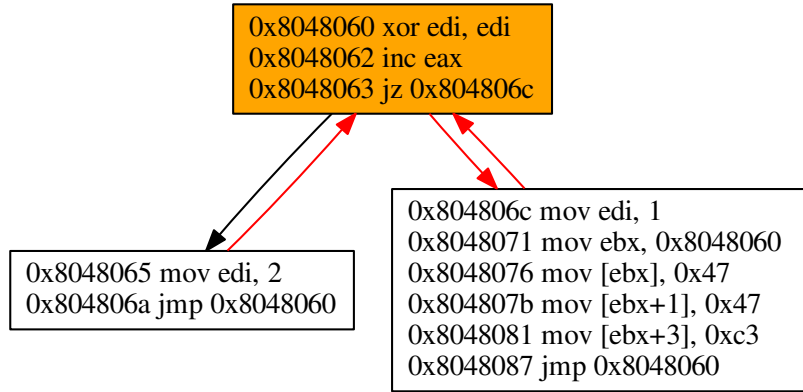 0x8048060 xor edi, edi
0x8048062 inc eax
0x8048063 jz 0x804806c
0x8048065 mov edi, 2
0x804806a jmp 0x8048060
0x804806c mov edi, 1
0x8048071 mov ebx, 0x8048060
0x8048076 mov [ebx], 0x47
0x804807b mov [ebx+1], 0x47
0x8048081 mov [ebx+3], 0xc3
0x8048087 jmp 0x8048060